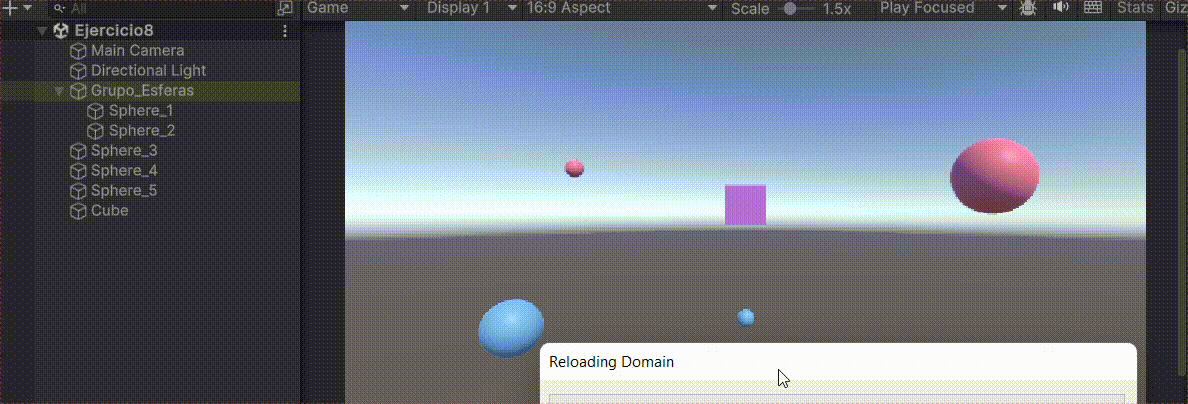 All
Game Display 1 16:9 Aspect Scale 1.5x Play Focused Stats Giz
Ejercicio8
Main Camera
Directional Light
Grupo_Esferas
Sphere_1
Sphere_2
Sphere_3
Sphere_4
Sphere_5
Cube
Reloading Domain